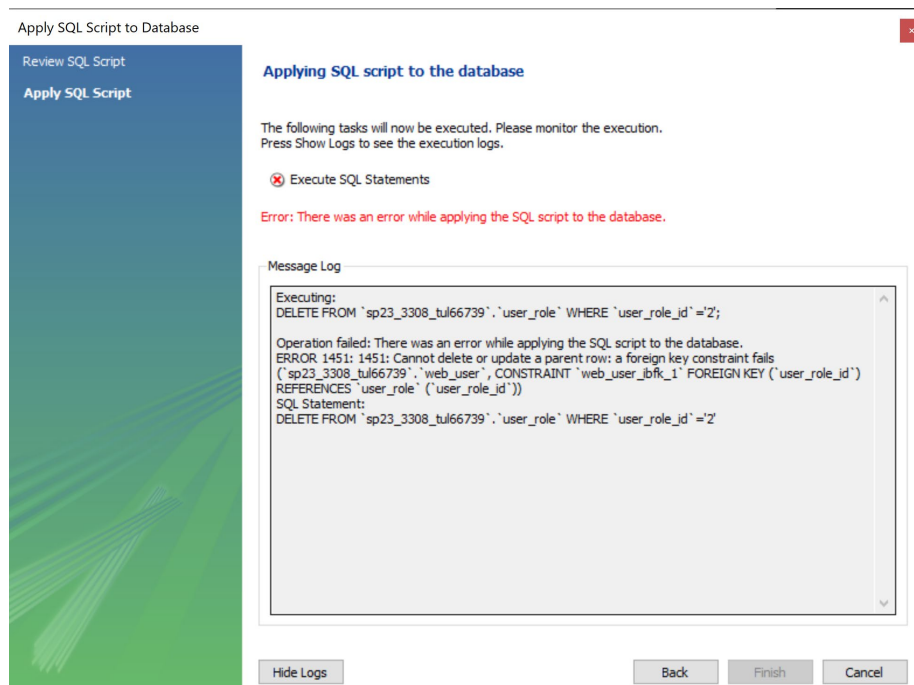 Apply SQL Script to Database
Review SQL Script
Apply SQL Script
Applying SQL script to the database
The following tasks will now be executed. Please monitor the execution.
Press Show Logs to see the execution logs.
Execute SQL Statements
Error: There was an error while applying the SQL script to the database.
Message Log
Executing:
DELETE FROM `sp23_3308_tul66739`.`user_role` WHERE `user_role_id`='2';
Operation failed: There was an error while applying the SQL script to the database.
ERROR 1451: 1451: Cannot delete or update a parent row: a foreign key constraint fails
(`sp23_3308_tul66739`.`web_user`, CONSTRAINT `web_user_ibfk_1` FOREIGN KEY (`user_role_id`)
REFERENCES `user_role` (`user_role_id`))
SQL Statement:
DELETE FROM `sp23_3308_tul66739`.`user_role` WHERE `user_role_id`='2'
Hide Logs
Back
Finish
Cancel